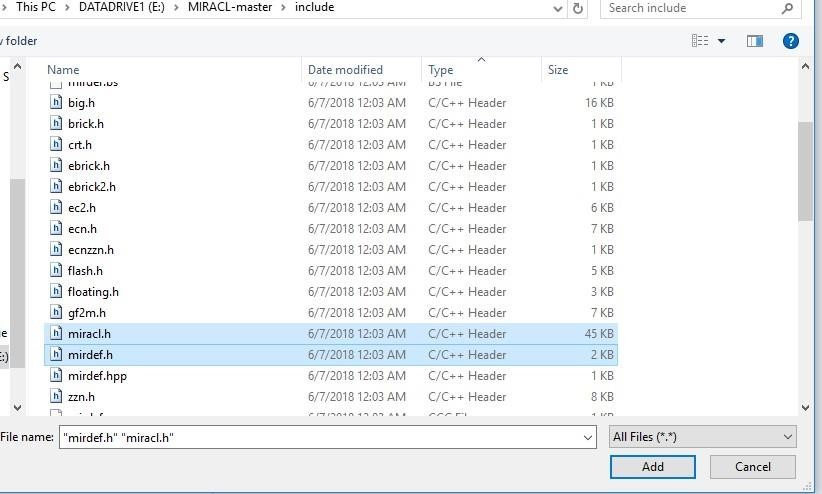 This PC > DATADRIVE1 (E:) > MIRACL-master > include
Search include
folder
Name Date modified Type Size
mirdef.bs 6/7/2018 12:03 AM BS File 1 KB
big.h 6/7/2018 12:03 AM C/C++ Header 16 KB
brick.h 6/7/2018 12:03 AM C/C++ Header 1 KB
crt.h 6/7/2018 12:03 AM C/C++ Header 1 KB
ebrick.h 6/7/2018 12:03 AM C/C++ Header 1 KB
ebrick2.h 6/7/2018 12:03 AM C/C++ Header 1 KB
ec2.h 6/7/2018 12:03 AM C/C++ Header 6 KB
ecn.h 6/7/2018 12:03 AM C/C++ Header 7 KB
ecnzzn.h 6/7/2018 12:03 AM C/C++ Header 1 KB
flash.h 6/7/2018 12:03 AM C/C++ Header 5 KB
floating.h 6/7/2018 12:03 AM C/C++ Header 3 KB
gf2m.h 6/7/2018 12:03 AM C/C++ Header 7 KB
miracl.h 6/7/2018 12:03 AM C/C++ Header 45 KB
mirdef.h 6/7/2018 12:03 AM C/C++ Header 2 KB
mirdef.hpp 6/7/2018 12:03 AM C/C++ Header 1 KB
zzn.h 6/7/2018 12:03 AM C/C++ Header 8 KB
File name: "mirdef.h" "miracl.h" All Files (*.*)
Add Cancel